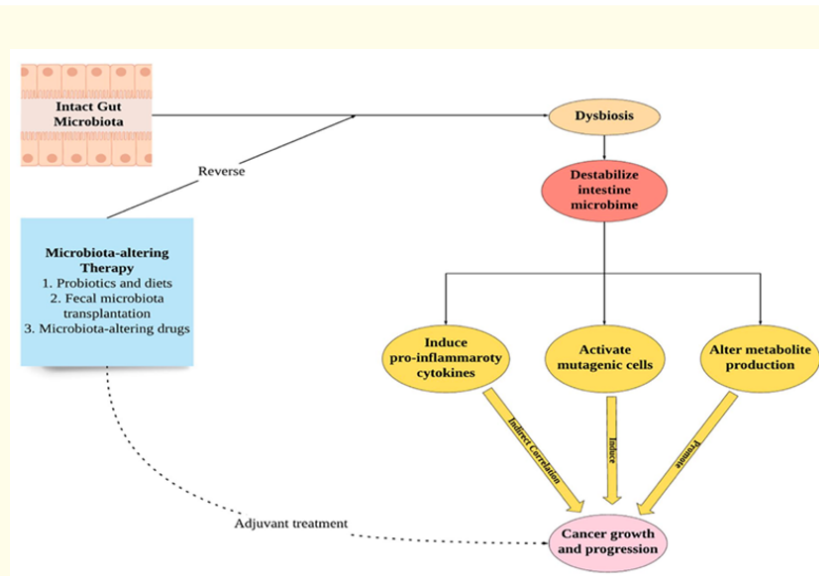 Intact Gut
Microbiota
Dysbiosis
Reverse
Destabilize
intestine
microbime
Microbiota-altering
Therapy
1. Probiotics and diets
2. Fecal microbiota
transplantation
3. Microbiota-altering drugs
Induce
pro-inflammaroty
cytokines
Activate
mutagenic cells
Alter metabolite
production
Indirect Correlation
Induce
Promote
Adjuvant treatment
Cancer growth
and progression